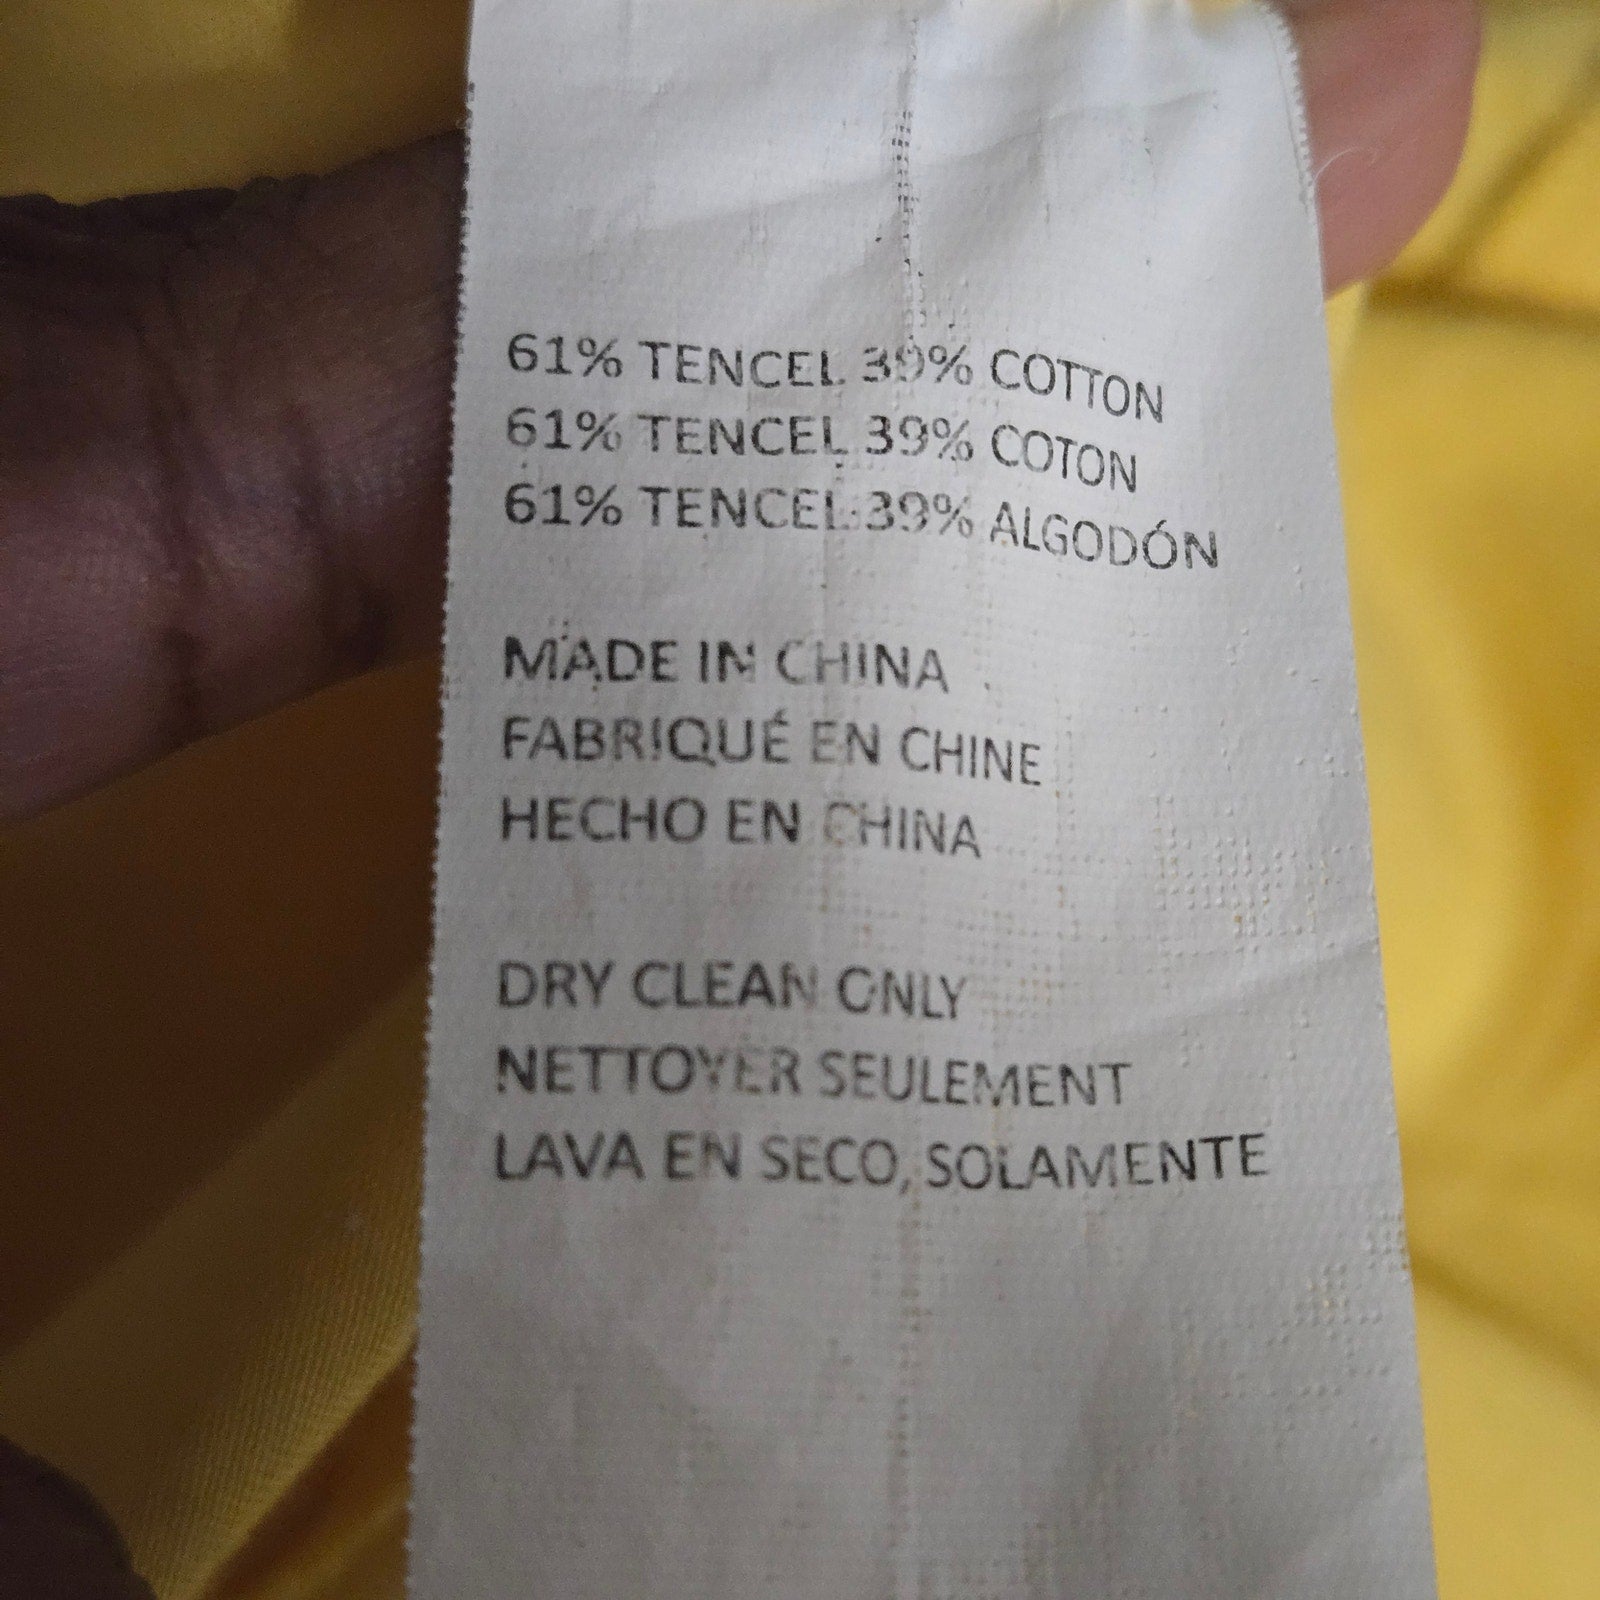 61% TENCEL 39% COTTON
61% TENCEL 39% COTON
61% TENCEL 39% ALGODÓN
MADE IN CHINA
FABRIQUÉ EN CHINE
HECHO EN CHINA
DRY CLEAN ONLY
NETTOYER SEULEMENT
LAVA EN SECO, SOLAMENTE